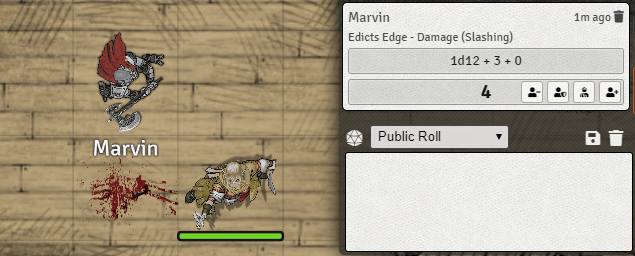 Marvin
Marvin
1m ago
Edicts Edge - Damage (Slashing)
1d12 + 3 + 0
4
Public Roll